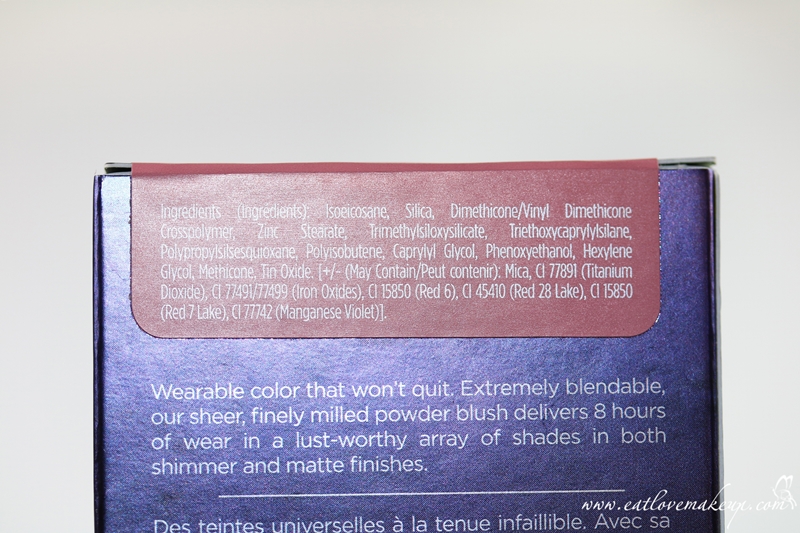 Ingredients (Ingrédients): Isoeicosane, Silica, Dimethicone/Vinyl Dimethicone
Crosspolymer, Zinc Stearate, Trimethylsiloxysilicate, Triethoxycaprylylsilane,
Polypropylsilsesquioxane, Polyisobutene, Caprylyl Glycol, Phenoxyethanol, Hexylene
Glycol, Methicone, Tin Oxide. [+/- (May Contain/Peut contenir): Mica, CI 77891 (Titanium
Dioxide), CI 77491/77499 (Iron Oxides), CI 15850 (Red 6), CI 45410 (Red 28 Lake), CI 15850
(Red 7 Lake), CI 77742 (Manganese Violet)].
Wearable color that won't quit. Extremely blendable,
our sheer, finely milled powder blush delivers 8 hours
of wear in a lust-worthy array of shades in both
shimmer and matte finishes.
Des teintes universelles à la tenue infaillible. Avec sa
www.eatlovemakeup.com